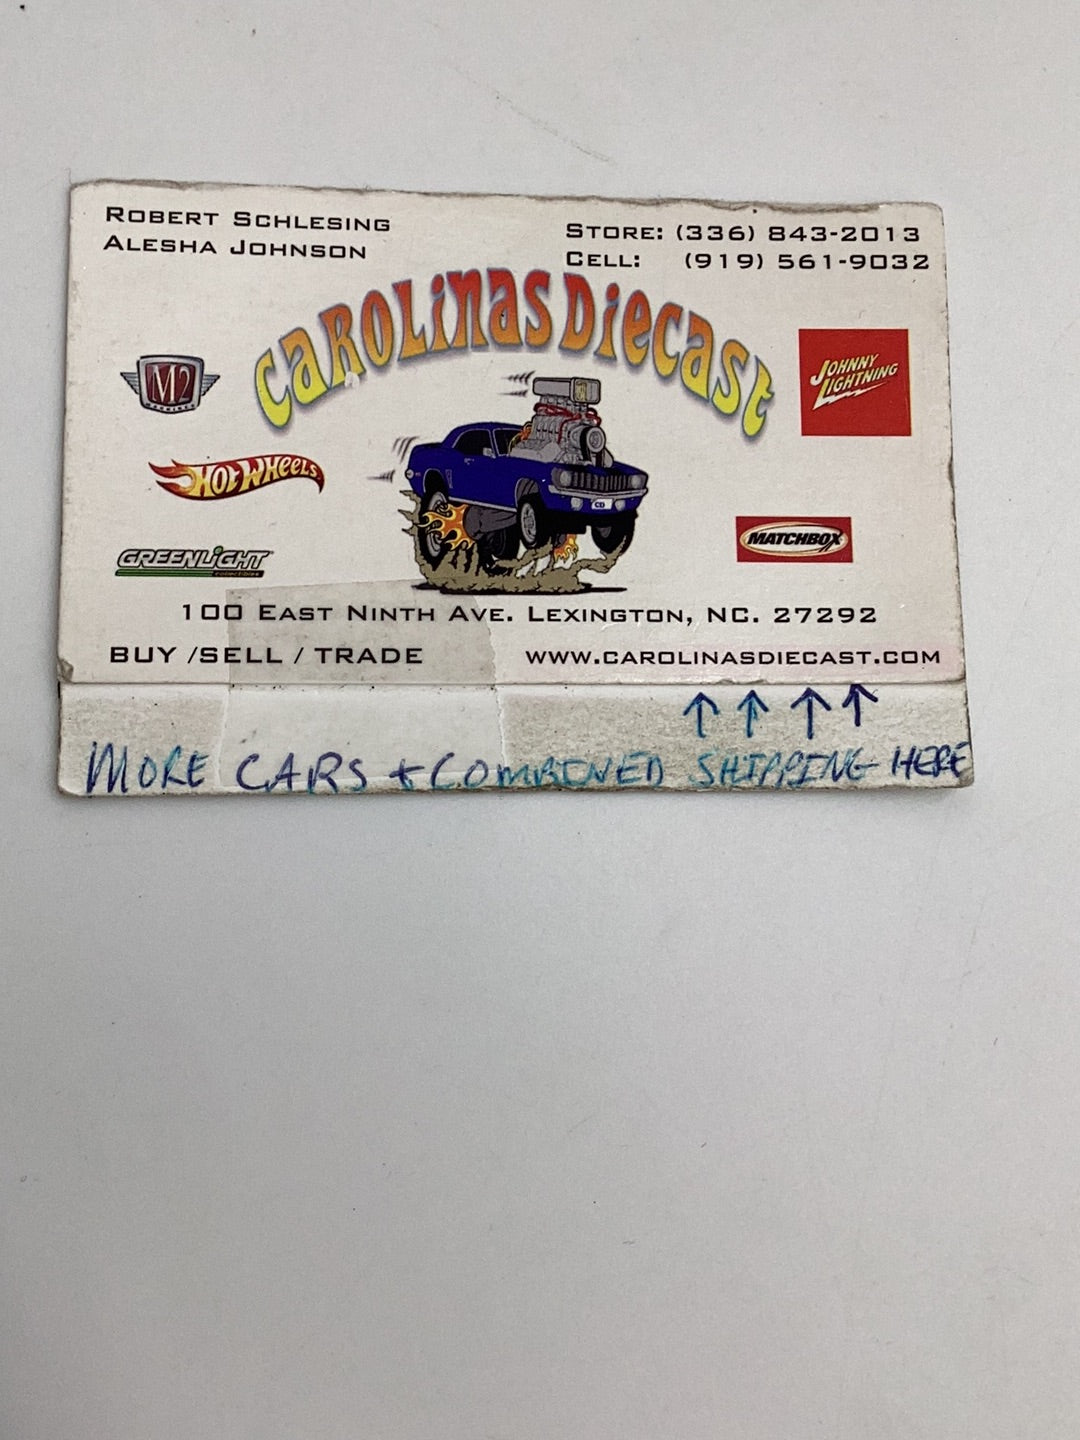 ROBERT SCHLESING
ALESHA JOHNSON
STORE: (336) 843-2013
CELL: (919) 561-9032
CAROLINAS DIECAST
M2
JOHNNY LIGHTNING
HOT WHEELS
GREENLIGHT
MATCHBOX
CD
100 EAST NINTH AVE. LEXINGTON, NC. 27292
BUY /SELL / TRADE
WWW.CAROLINASDIECAST.COM
MORE CARS + COMBINED SHIPPING HERE